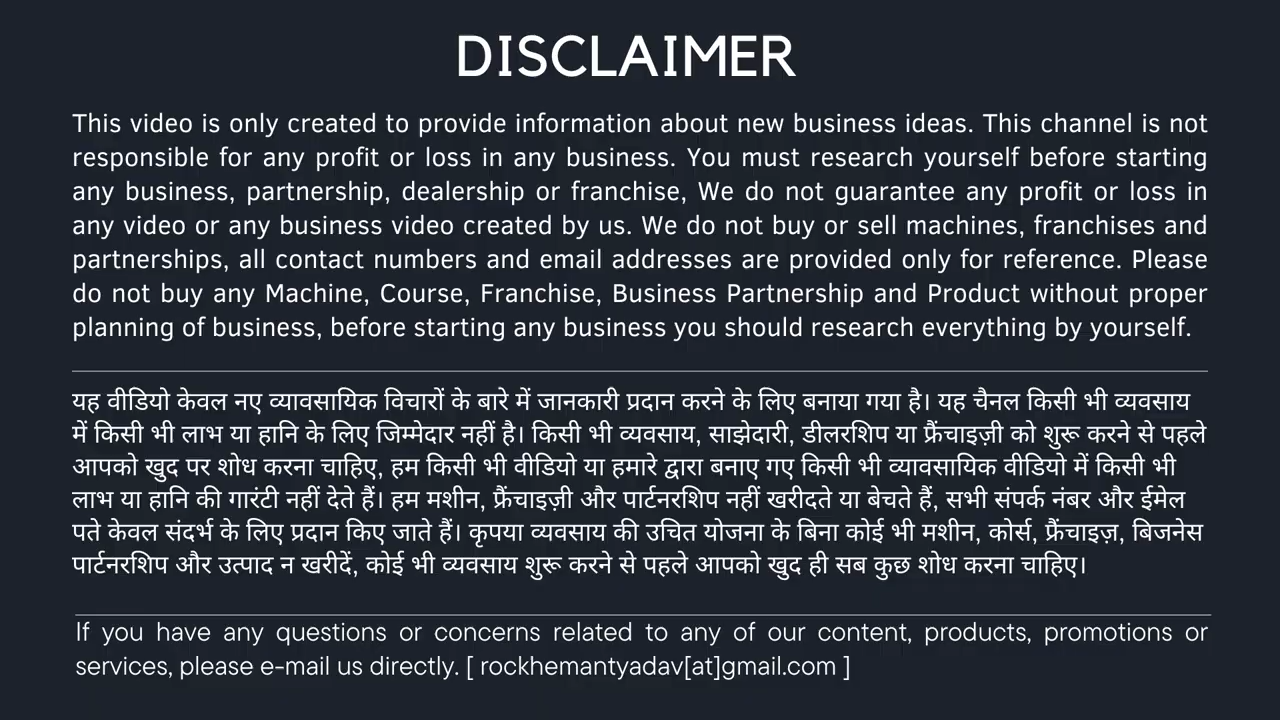 DISCLAIMER
This video is only created to provide information about new business ideas. This channel is not
responsible for any profit or loss in any business. You must research yourself before starting
any business, partnership, dealership or franchise, We do not guarantee any profit or loss in
any video or any business video created by us. We do not buy or sell machines, franchises and
partnerships, all contact numbers and email addresses are provided only for reference. Please
do not buy any Machine, Course, Franchise, Business Partnership and Product without proper
planning of business, before starting any business you should research everything by yourself.
यह वीडियो केवल नए व्यावसायिक विचारों के बारे में जानकारी प्रदान करने के लिए बनाया गया है। यह चैनल किसी भी व्यवसाय
में किसी भी लाभ या हानि के लिए जिम्मेदार नहीं है। किसी भी व्यवसाय, साझेदारी, डीलरशिप या फ्रैंचाइज़ी को शुरू करने से पहले
आपको खुद पर शोध करना चाहिए, हम किसी भी वीडियो या हमारे द्वारा बनाए गए किसी भी व्यावसायिक वीडियो में किसी भी
लाभ या हानि की गारंटी नहीं देते हैं। हम मशीन, फ्रैंचाइज़ी और पार्टनरशिप नहीं खरीदते या बेचते हैं, सभी संपर्क नंबर और ईमेल
पते केवल संदर्भ के लिए प्रदान किए जाते हैं। कृपया व्यवसाय की उचित योजना के बिना कोई भी मशीन, कोर्स, फ्रैंचाइज़, बिजनेस
पार्टनरशिप और उत्पाद न खरीदें, कोई भी व्यवसाय शुरू करने से पहले आपको खुद ही सब कुछ शोध करना चाहिए।
If you have any questions or concerns related to any of our content, products, promotions or
services, please e-mail us directly. [ rockhemantyadav[at]gmail.com ]